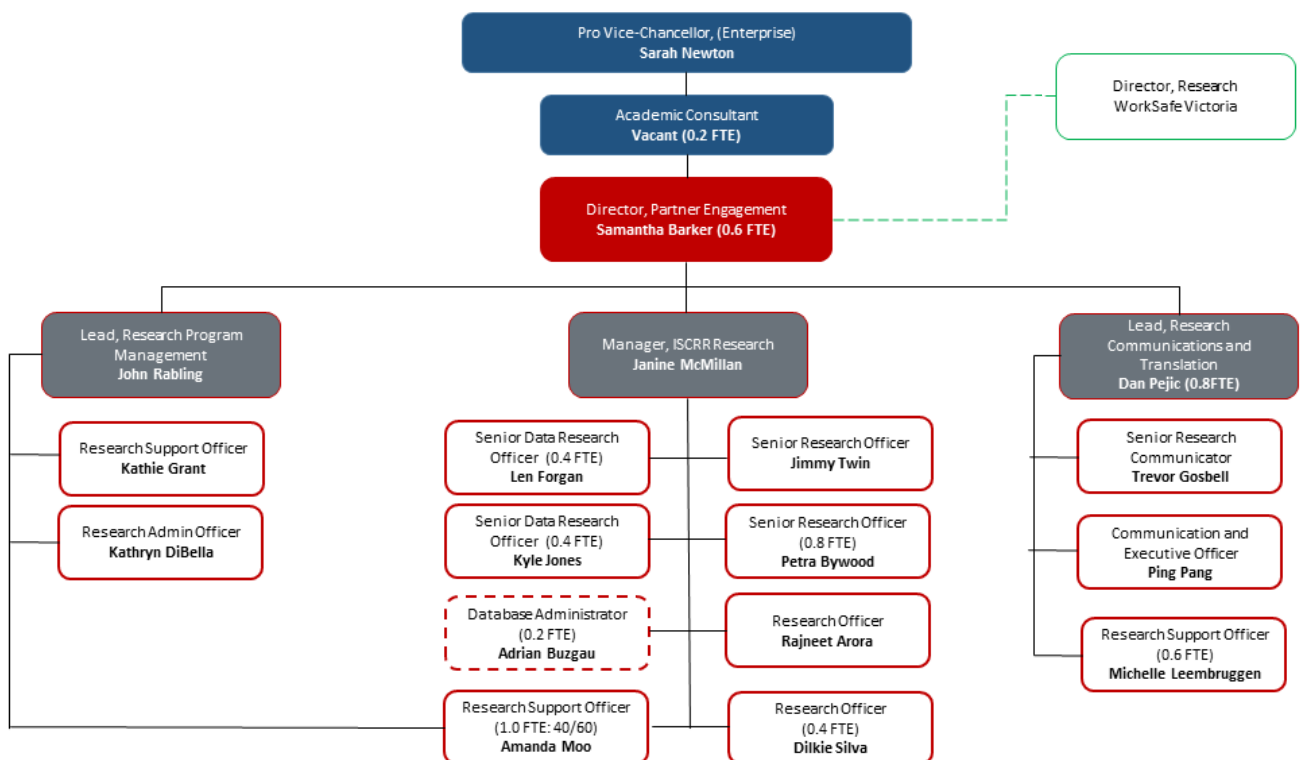 Pro Vice-Chancellor, (Enterprise)
Sarah Newton
Director, Research
WorkSafe Victoria
Academic Consultant
Vacant (0.2 FTE)
Director, Partner Engagement
Samantha Barker (0.6 FTE)
Lead, Research Program
Management
John Rabling
Manager, ISCRR Research
Janine McMillan
Lead, Research
Communications and
Translation
Dan Pejic (0.8FTE)
Research Support Officer
Kathie Grant
Research Admin Officer
Kathryn DiBella
Senior Data Research
Officer (0.4 FTE)
Len Forgan
Senior Research Officer
Jimmy Twin
Senior Data Research
Officer (0.4 FTE)
Kyle Jones
Senior Research Officer
(0.8 FTE)
Petra Bywood
Database Administrator
(0.2 FTE)
Adrian Buzgau
Research Officer
Rajneet Arora
Research Support Officer
(1.0 FTE: 40/60)
Amanda Moo
Research Officer
(0.4 FTE)
Dilkie Silva
Senior Research
Communicator
Trevor Gosbell
Communication and
Executive Officer
Ping Pang
Research Support Officer
(0.6 FTE)
Michelle Leembruggen